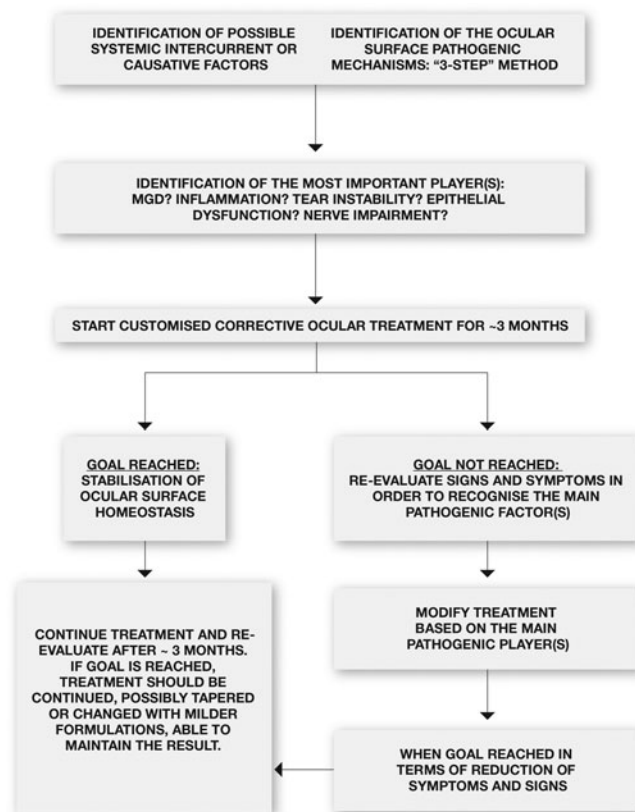 IDENTIFICATION OF POSSIBLE
SYSTEMIC INTERCURRENT OR
CAUSATIVE FACTORS
IDENTIFICATION OF THE OCULAR
SURFACE PATHOGENIC
MECHANISMS: “3-STEP” METHOD
IDENTIFICATION OF THE MOST IMPORTANT PLAYER(S):
MGD? INFLAMMATION? TEAR INSTABILITY? EPITHELIAL
DYSFUNCTION? NERVE IMPAIRMENT?
START CUSTOMISED CORRECTIVE OCULAR TREATMENT FOR ~3 MONTHS
GOAL REACHED:
STABILISATION OF
OCULAR SURFACE
HOMEOSTASIS
GOAL NOT REACHED:
RE-EVALUATE SIGNS AND SYMPTOMS IN
ORDER TO RECOGNISE THE MAIN
PATHOGENIC FACTOR(S)
CONTINUE TREATMENT AND RE-
EVALUATE AFTER ~ 3 MONTHS.
IF GOAL IS REACHED,
TREATMENT SHOULD BE
CONTINUED, POSSIBLY TAPERED
OR CHANGED WITH MILDER
FORMULATIONS, ABLE TO
MAINTAIN THE RESULT.
MODIFY TREATMENT
BASED ON THE MAIN
PATHOGENIC PLAYER(S)
WHEN GOAL REACHED IN
TERMS OF REDUCTION OF
SYMPTOMS AND SIGNS